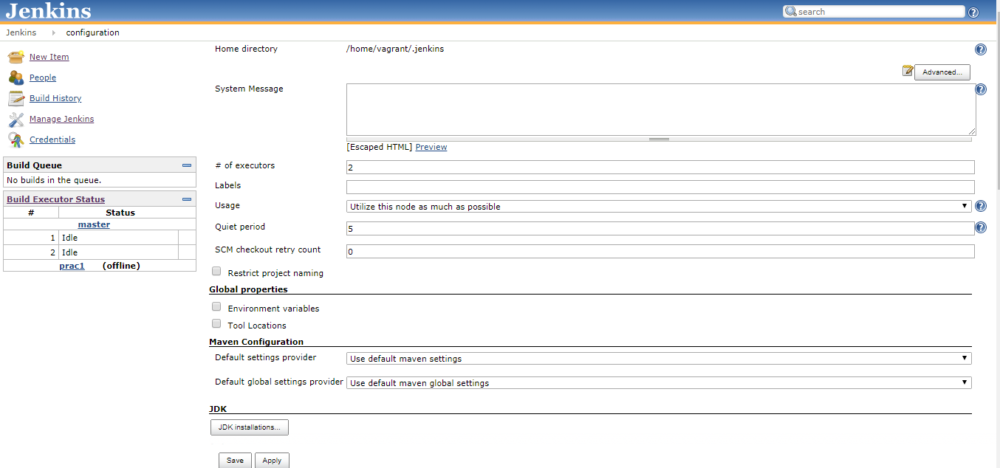 Jenkins
search
Jenkins configuration
New Item
People
Build History
Manage Jenkins
Credentials
Build Queue
No builds in the queue.
Build Executor Status
# Status
master
1 Idle
2 Idle
prac1 (offline)
Home directory /home/vagrant/.jenkins
Advanced...
System Message
[Escaped HTML] Preview
# of executors 2
Labels
Usage Utilize this node as much as possible
Quiet period 5
SCM checkout retry count 0
Restrict project naming
Global properties
Environment variables
Tool Locations
Maven Configuration
Default settings provider Use default maven settings
Default global settings provider Use default maven global settings
JDK
JDK installations...
Save Apply